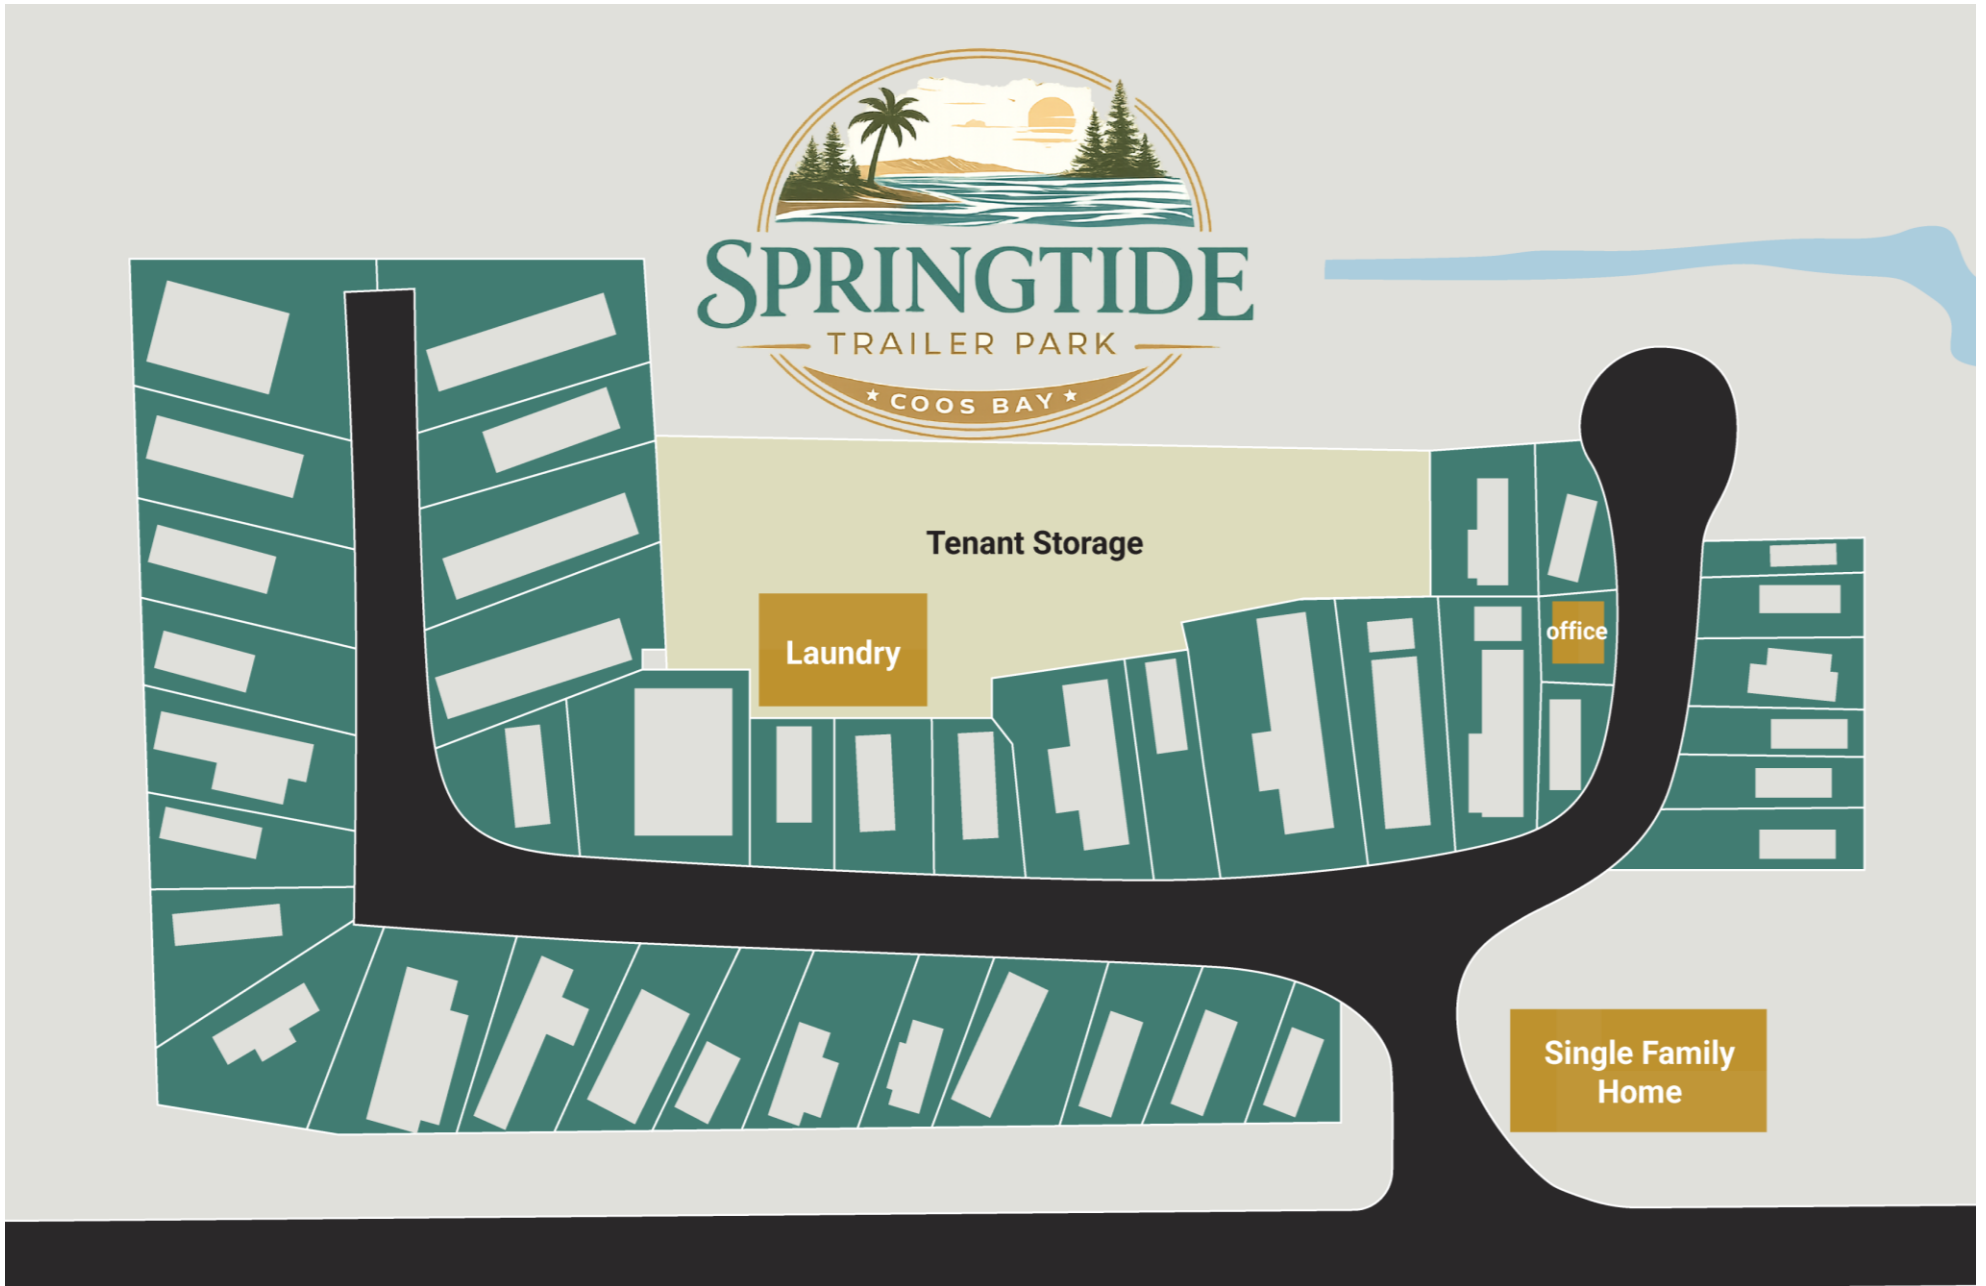 SPRINGTIDE
TRAILER PARK
COOS BAY
Tenant Storage
Laundry
office
Single Family
Home